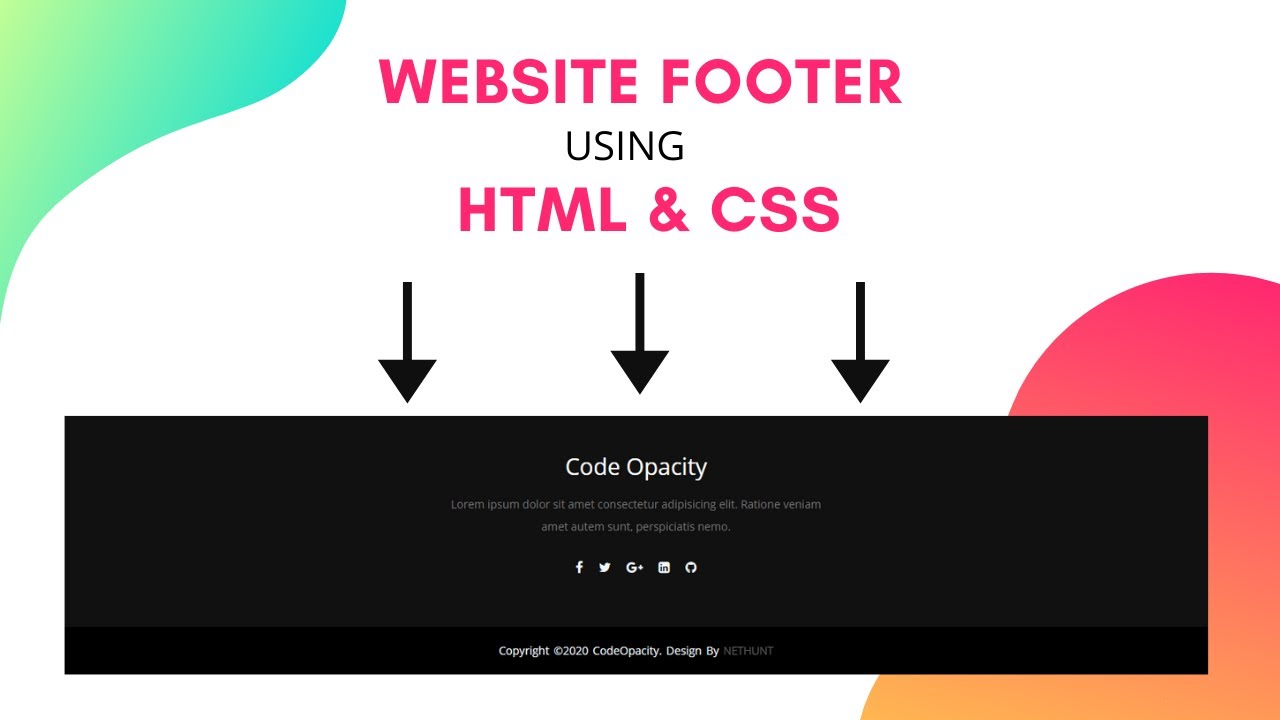 WEBSITE FOOTER
USING
HTML & CSS
Code Opacity
Lorem ipsum dolor sit amet consectetur adipisicing elit. Ratione veniam
amet autem sunt, perspiciatis nemo.
Copyright ©2020 CodeOpacity. Design By NETHUNT